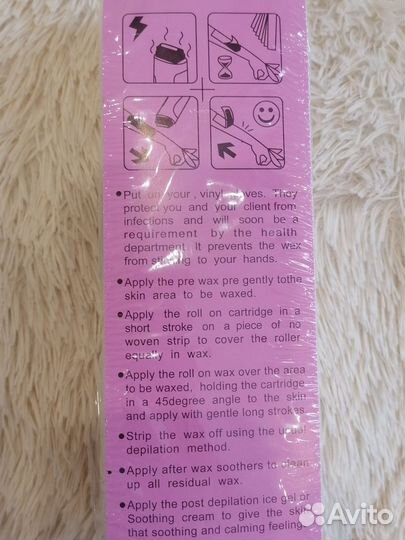 •Put on your , vinyl gloves. They
protect you and your client from
infections and will soon be a
requirement by the health
department. It prevents the wax
from sticking to your hands.
•Apply the pre wax pre gently tothe
skin area to be waxed.
•Apply the roll on cartridge in a
short stroke on a piece of no
woven strip to cover the roller
equally in wax.
•Apply the roll on wax over the area
to be waxed, holding the cartridge
in a 45degree angle to the skin
and apply with gentle long strokes.
•Strip the wax off using the usual
depilation method.
•Apply after wax soothers to clean
up all residual wax.
•Apply the post depilation ice gel or
Soothing cream to give the skin
that soothing and calming feeling.
Avito